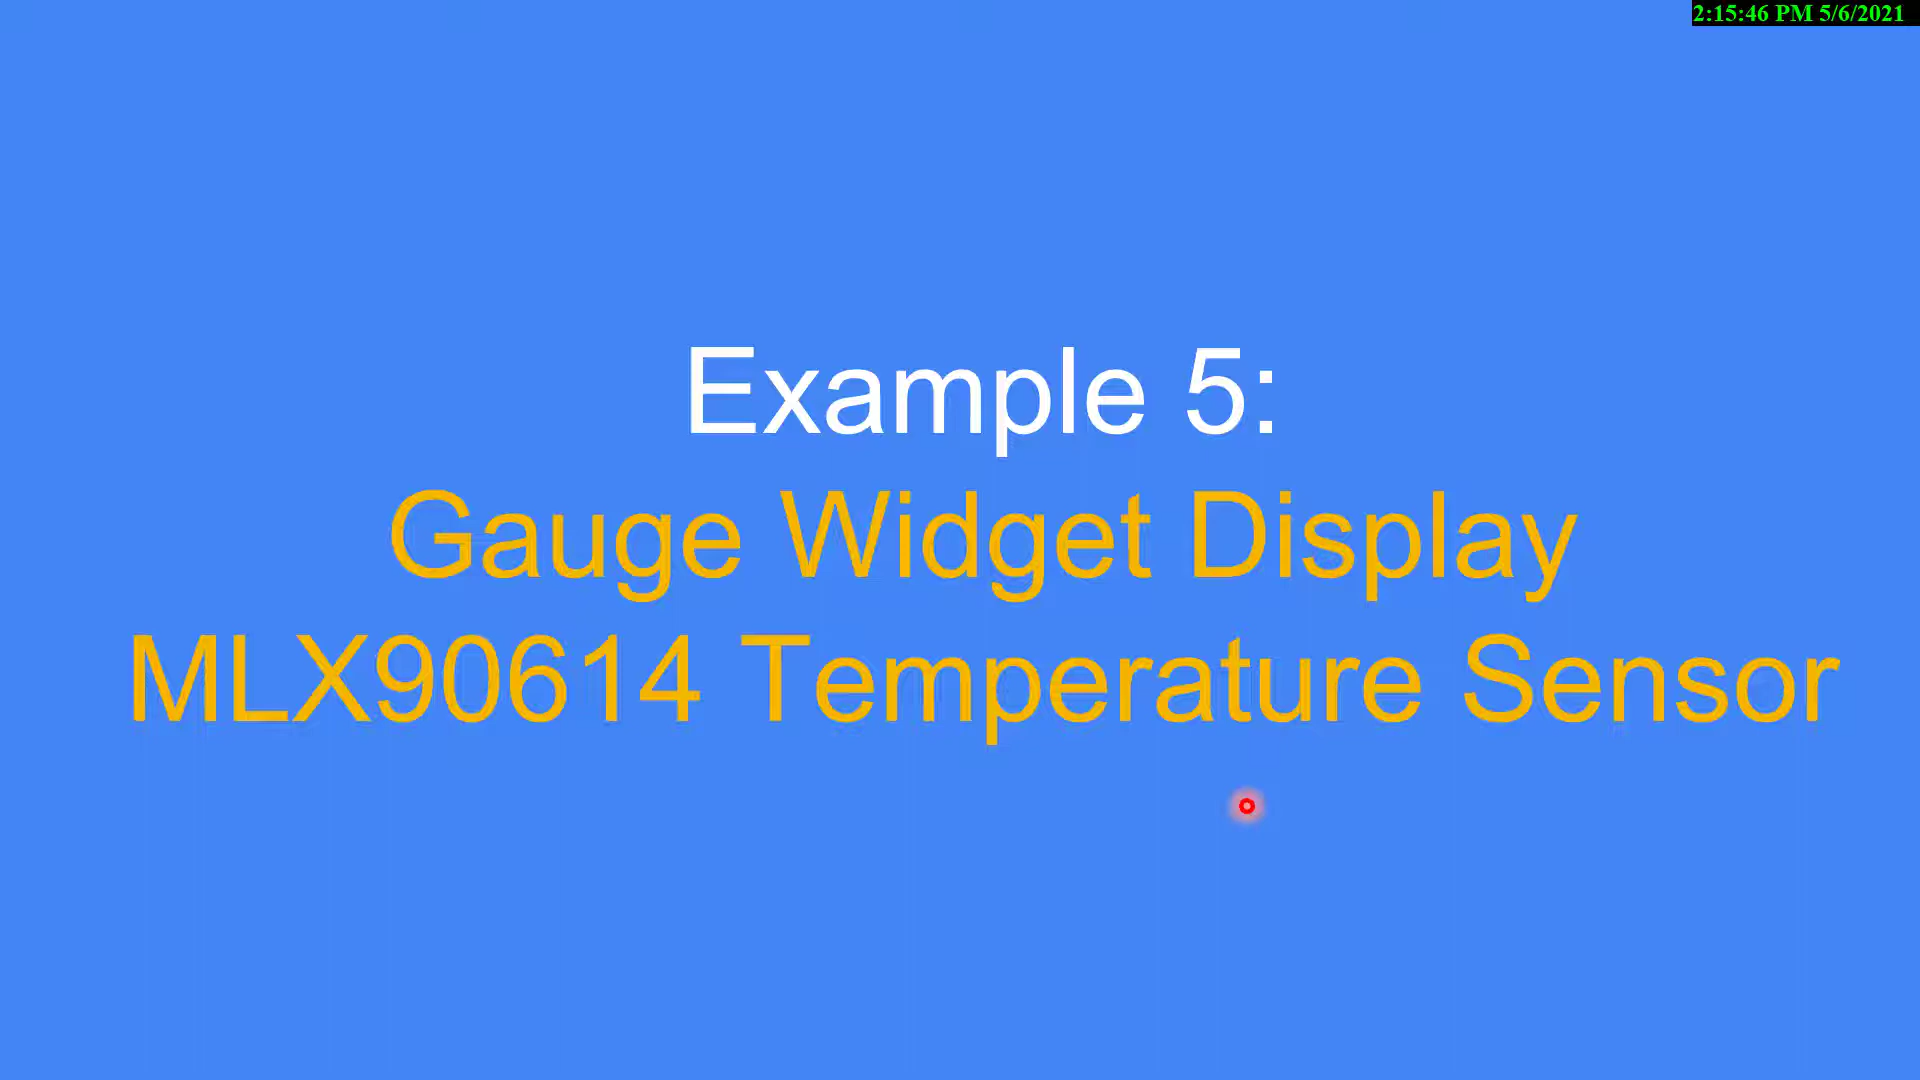 2:15:46 PM 5/6/2021
Example 5:
Gauge Widget Display
MLX90614 Temperature Sensor